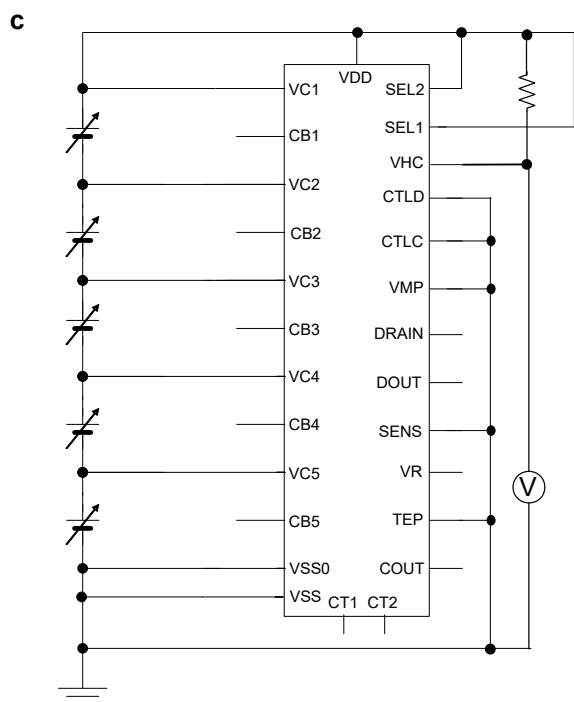 C
VDD
VC1
SEL2
CB1
SEL1
VHC
VC2
CTLD
CB2
CTLC
VC3
VMP
CB3
DRAIN
VC4
DOUT
CB4
SENS
VC5
VR
V
CB5
TEP
VSS0
COUT
VSS
CT1 CT2